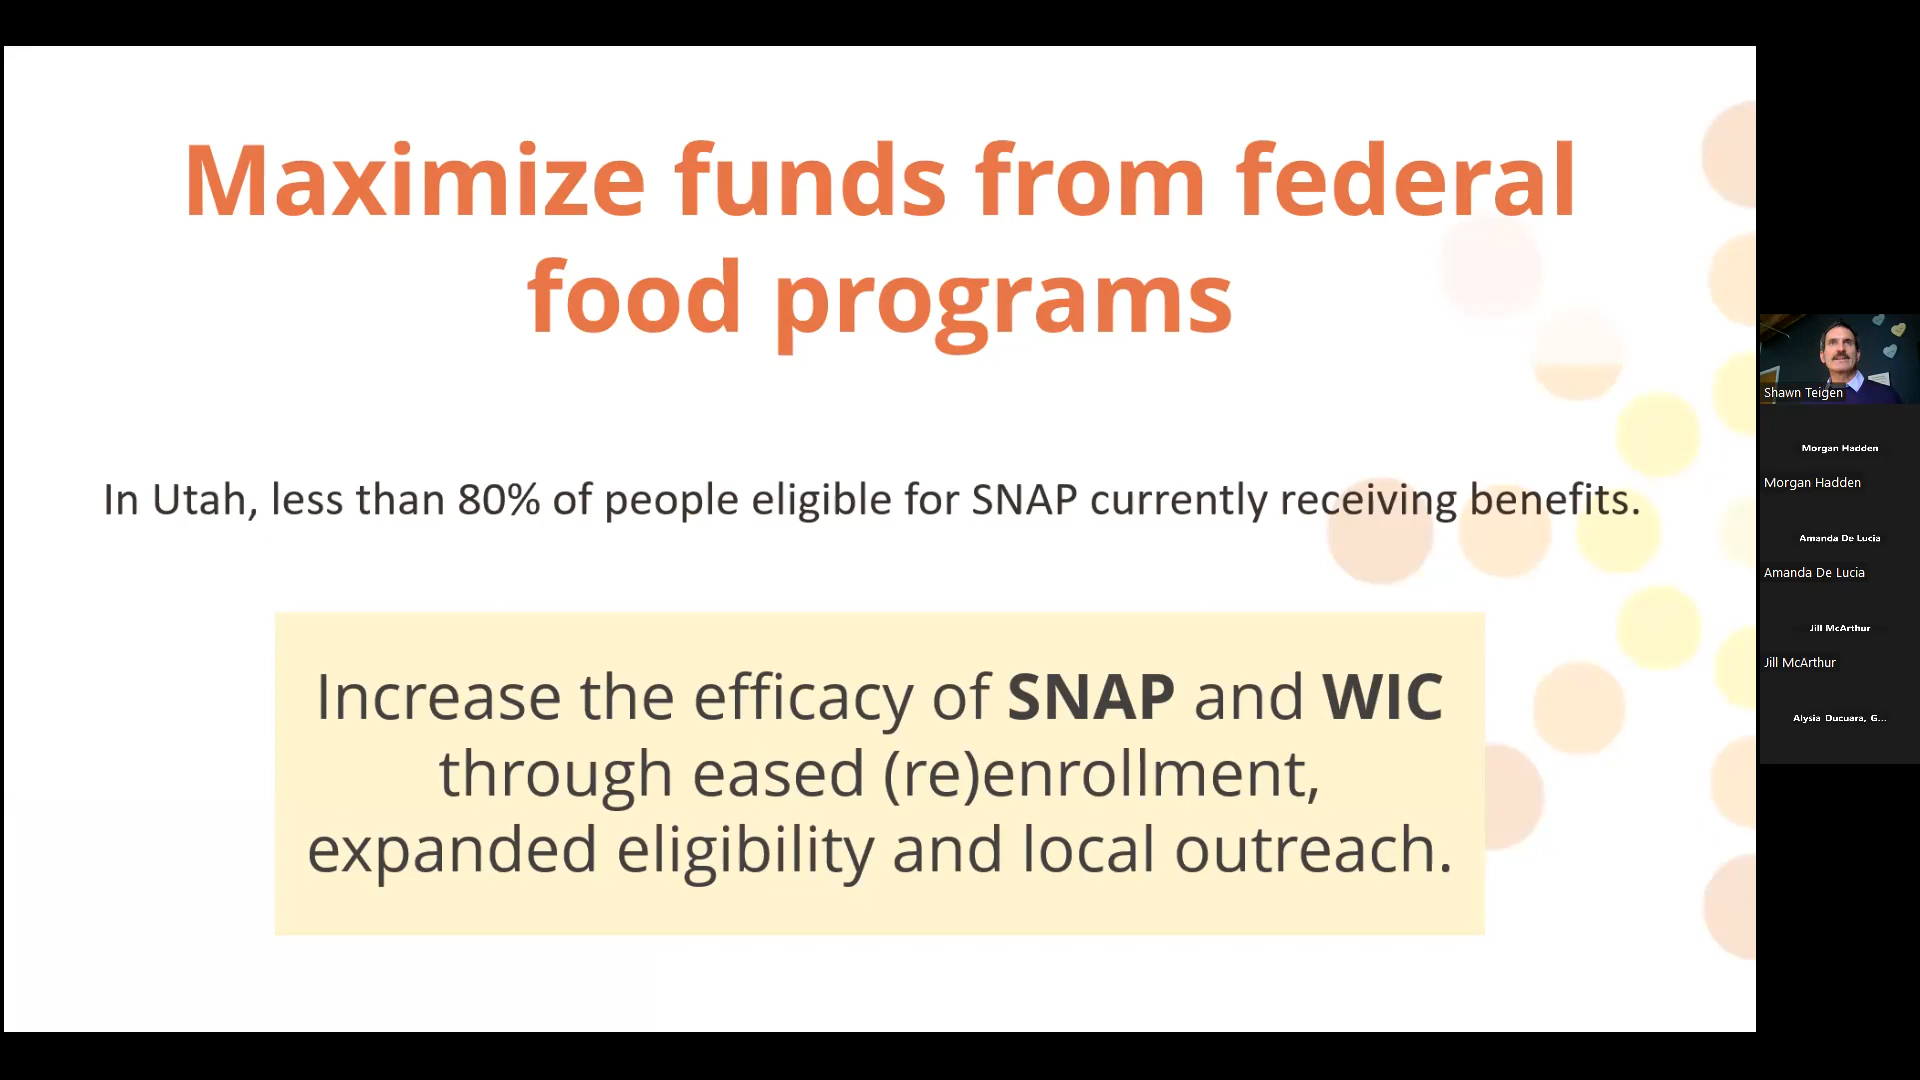 Maximize funds from federal
food programs
In Utah, less than 80% of people eligible for SNAP currently receiving benefits.
Increase the efficacy of SNAP and WIC
through eased (re)enrollment,
expanded eligibility and local outreach.
Shawn Teigen
Morgan Hadden
Morgan Hadden
Amanda De Lucia
Amanda De Lucia
Jill McArthur
Jill McArthur
Alysia Ducuara, G...